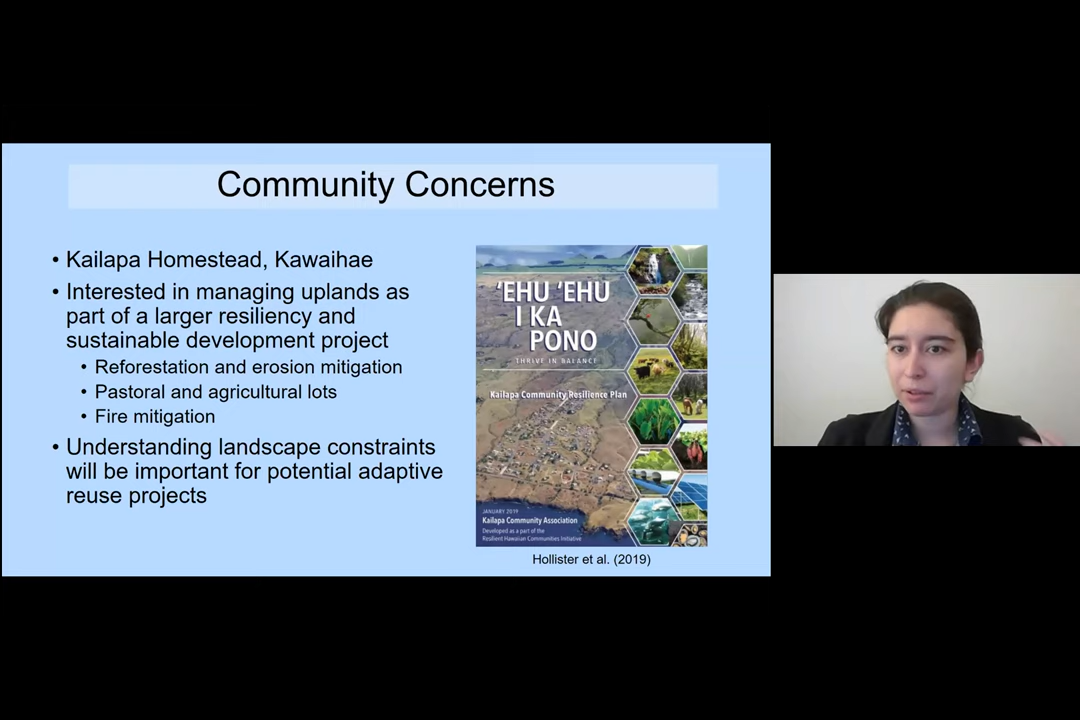 Community Concerns
• Kailapa Homestead, Kawaihae
• Interested in managing uplands as
part of a larger resiliency and
sustainable development project
• Reforestation and erosion mitigation
• Pastoral and agricultural lots
• Fire mitigation
• Understanding landscape constraints
will be important for potential adaptive
reuse projects
‘EHU ‘EHU
I KA
PONO
THRIVE IN BALANCE
Kailapa Community Resilience Plan
JANUARY 2019
Kailapa Community Association
Developed as a part of the
Resilient Hawaiian Communities Initiative
Hollister et al. (2019)